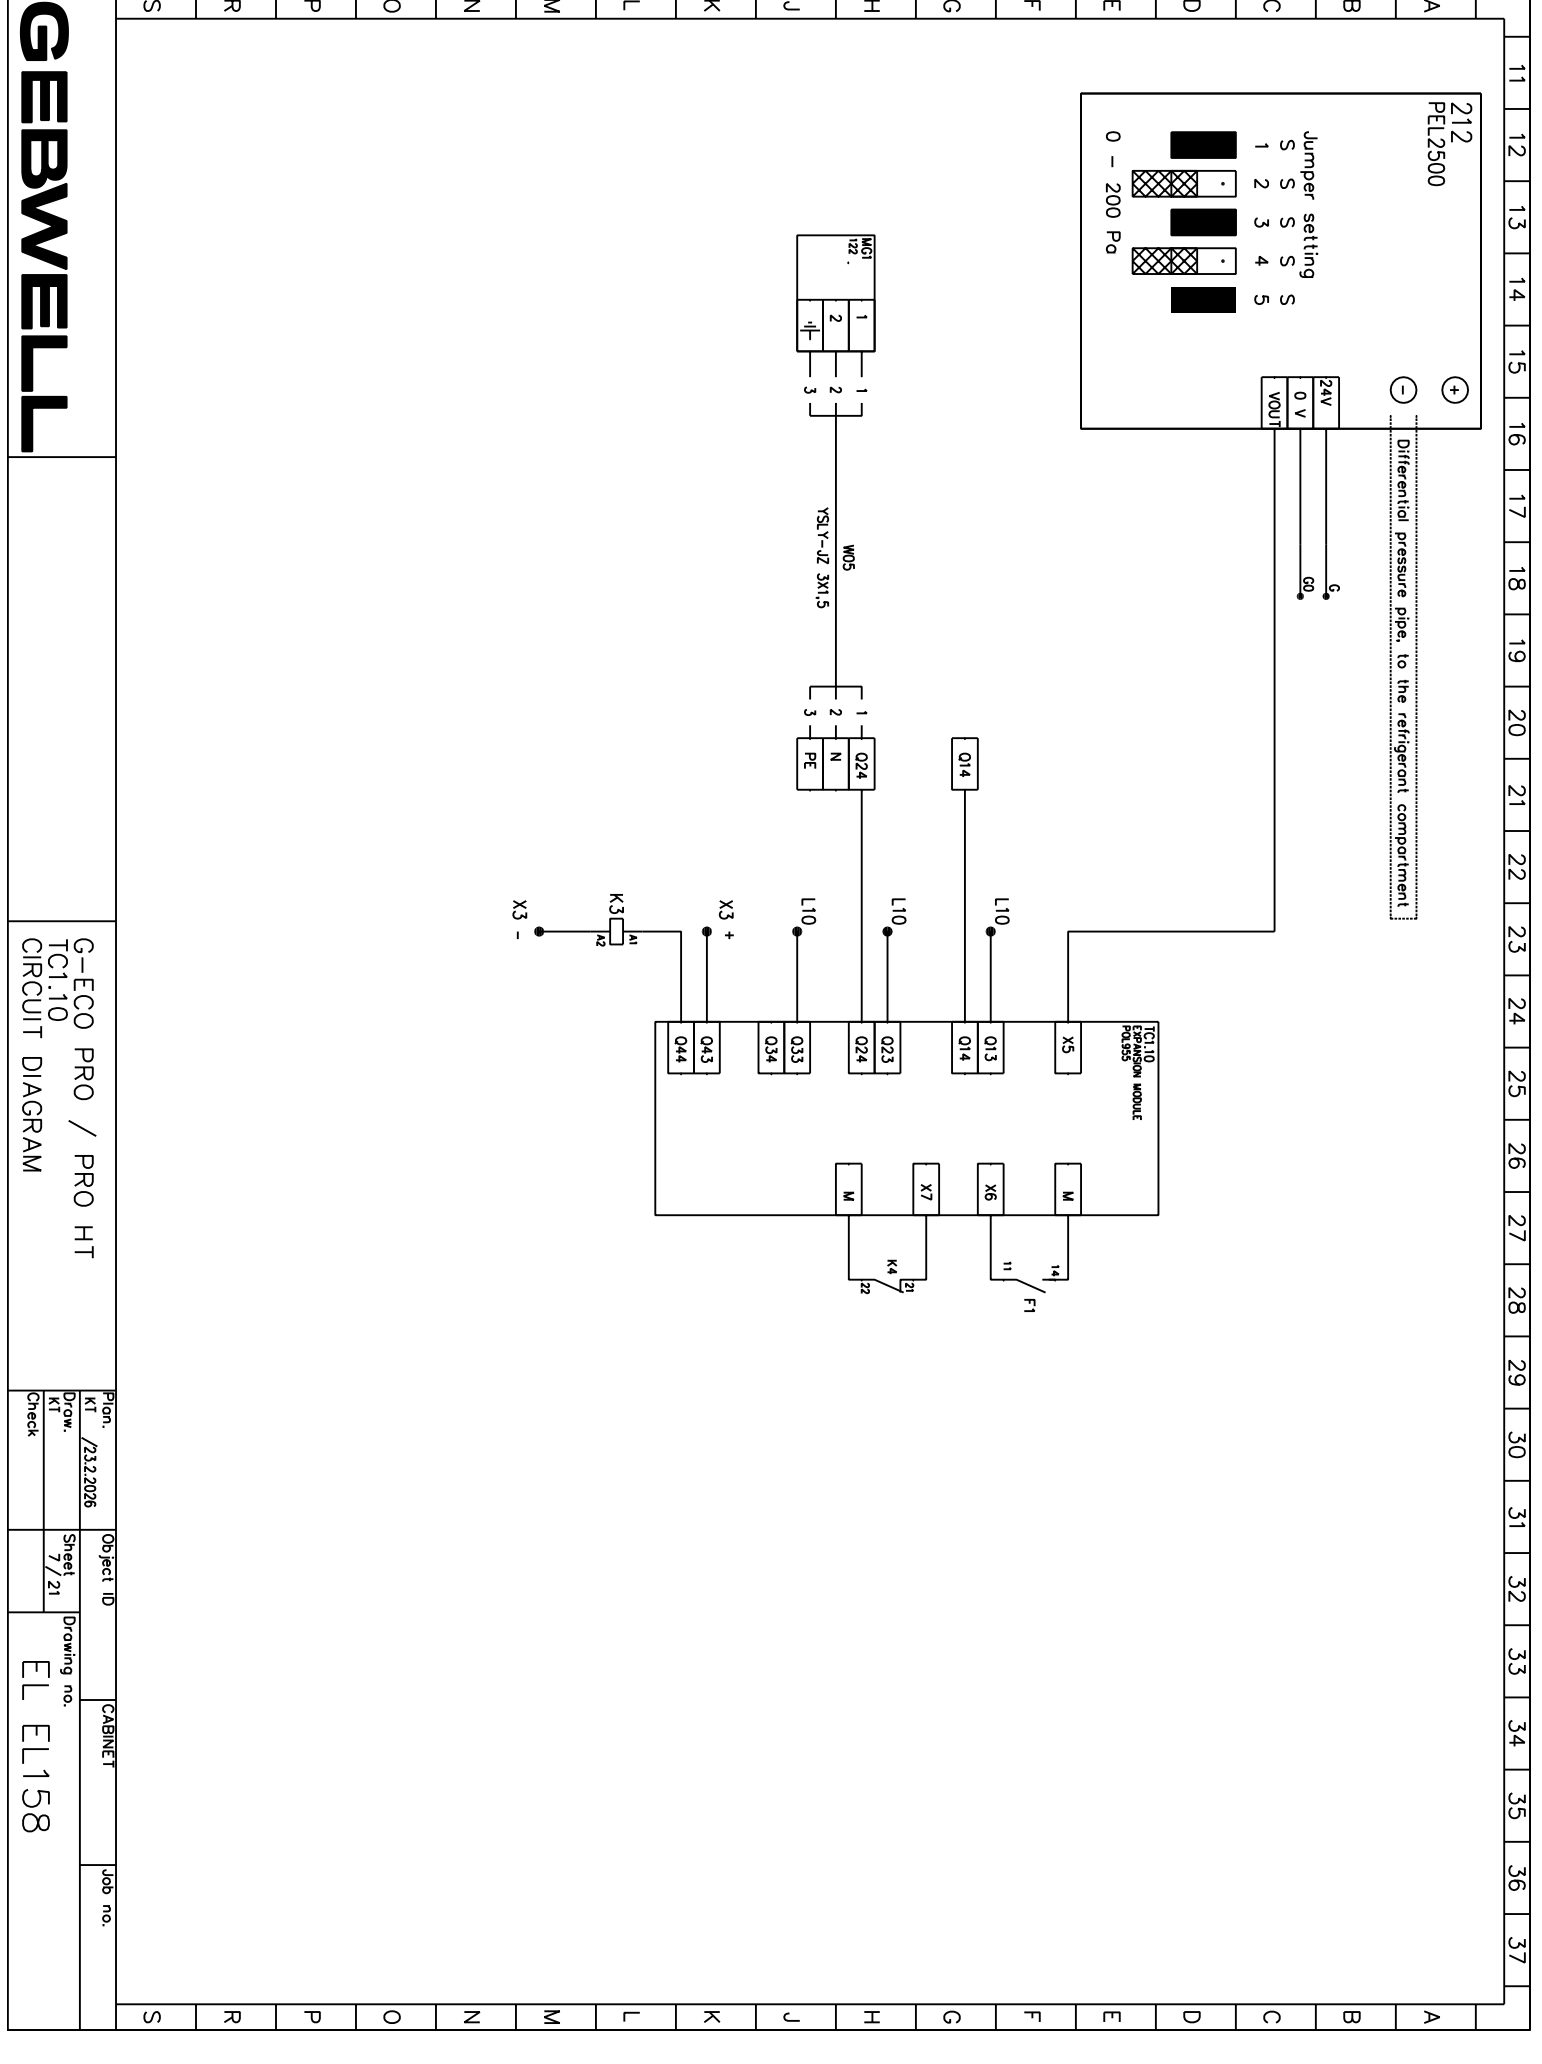 11 12 13 14 15 16 17 18 19 20 21 22 23 24 25 26 27 28 29 30 31 32 33 34 35 36 37
A
B
C
D
E
F
G
H
J
K
L
M
N
O
P
R
S
A
B
C
D
E
F
G
H
J
K
L
M
N
O
P
R
S
212
PEL2500
Jumper setting
S S S S S
1 2 3 4 5
0 - 200 Pa
+
-
24V
0 V
VOUT
Differential pressure pipe, to the refrigerant compartment
G
G0
MG1
122 .
1
2
1
2
3
W05
YSLY-JZ 3X1,5
1
2
3
Q24
N
PE
Q14
L10
L10
L10
X3 +
K3
A1
A2
X3 -
TC1.10
EXPANSION MODULE
POL955
X5
Q13
Q14
Q23
Q24
Q33
Q34
Q43
Q44
M
X6
X7
M
14
11
F1
K4
21
22
GEBWELL
G-ECO PRO / PRO HT
TC1.10
CIRCUIT DIAGRAM
Plan.
KT /23.2.2026
Draw.
KT
Check
Object ID
Sheet
7/21
CABINET
Job no.
Drawing no.
EL EL158